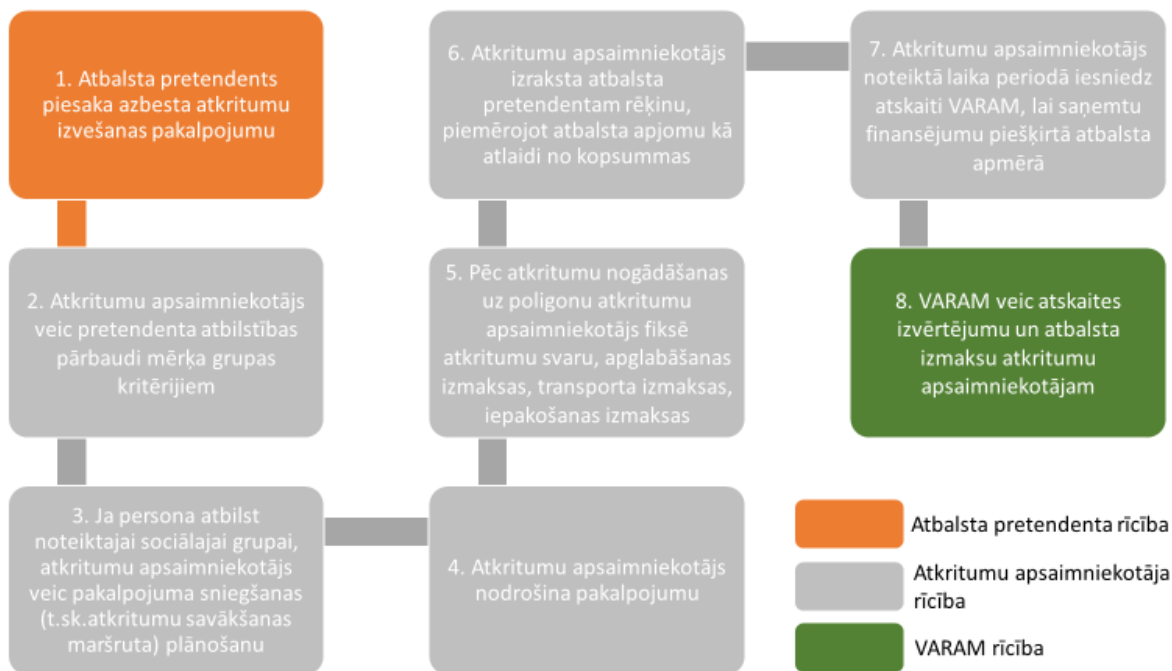 1. Atbalsta pretendents
piesaka azbesta atkritumu
izvešanas pakalpojumu
2. Atkritumu apsaimniekotājs
veic pretendenta atbilstības
pārbaudi mērķa grupas
kritērijiem
3. Ja persona atbilst
noteiktajai sociālajai grupai,
atkritumu apsaimniekotājs
veic pakalpojuma sniegšanas
(t.sk.atkritumu savākšanas
maršruta) plānošanu
4. Atkritumu apsaimniekotājs
nodrošina pakalpojumu
5. Pēc atkritumu nogādāšanas
uz poligonu atkritumu
apsaimniekotājs fiksē
atkritumu svaru, apglabāšanas
izmaksas, transporta izmaksas,
iepakošanas izmaksas
6. Atkritumu apsaimniekotājs
izraksta atbalsta
pretendentam rēķinu,
piemērojot atbalsta apjomu kā
atlaidi no kopsummas
7. Atkritumu apsaimniekotājs
noteiktā laika periodā iesniedz
atskaiti VARAM, lai saņemtu
finansējumu piešķirtā atbalsta
apmērā
8. VARAM veic atskaites
izvērtējumu un atbalsta
izmaksu atkritumu
apsaimniekotājam
Atbalsta pretendenta rīcība
Atkritumu apsaimniekotāja
rīcība
VARAM rīcība